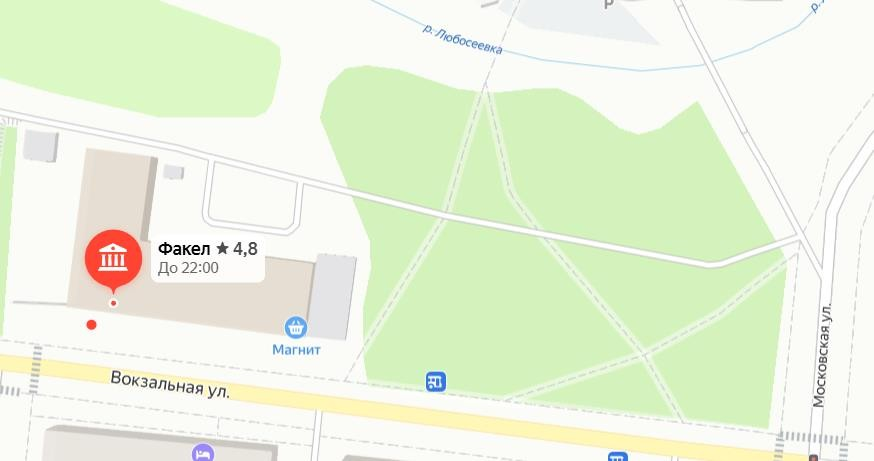 р
р. Любосеевка
Факел ★ 4,8
До 22:00
Магнит
Вокзальная ул.
Московская ул.